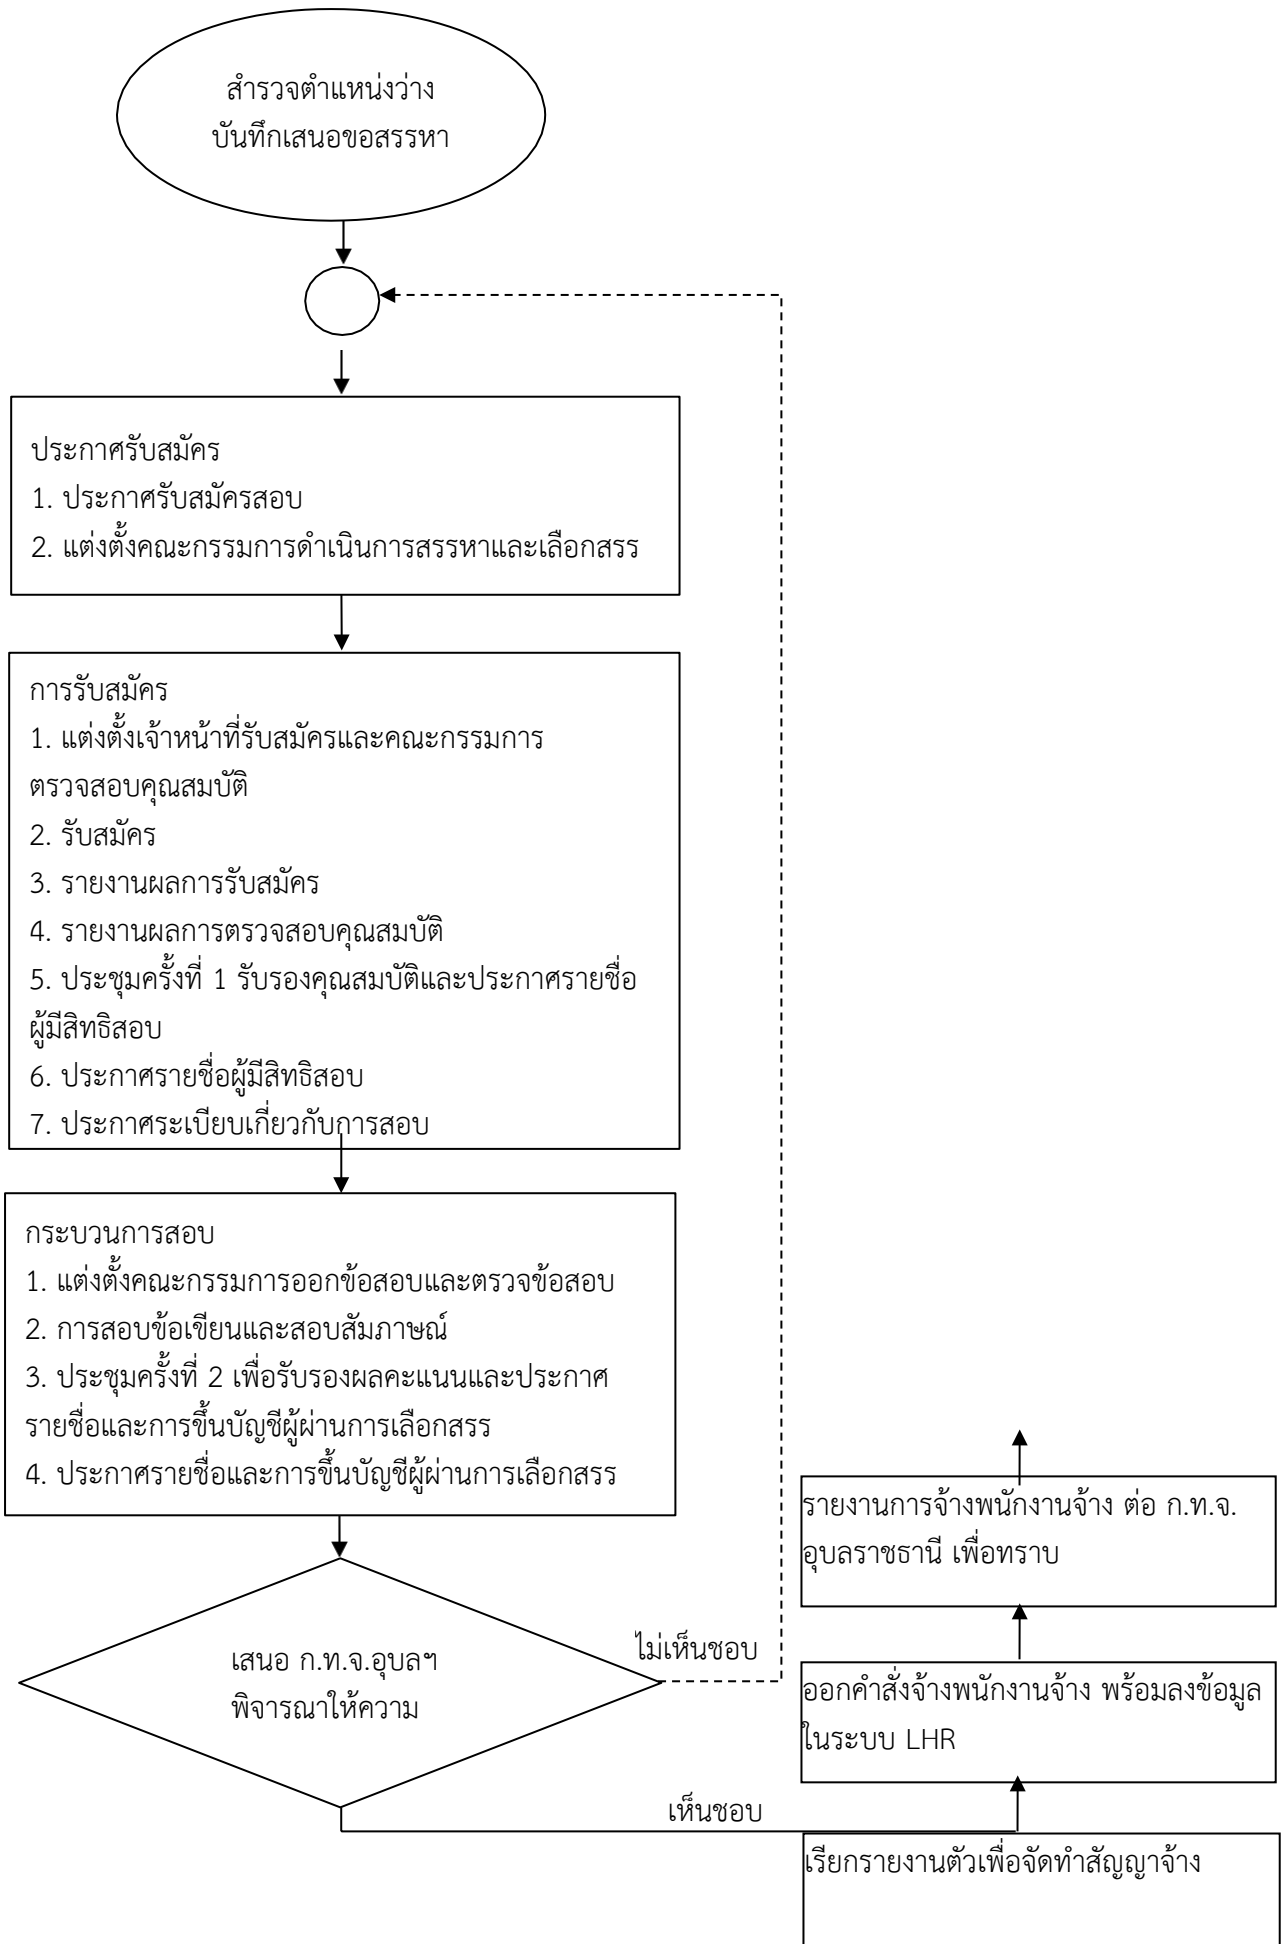 สำรวจตำแหน่งว่าง
บันทึกเสนอขอสรรหา
ประกาศรับสมัคร
1. ประกาศรับสมัครสอบ
2. แต่งตั้งคณะกรรมการดำเนินการสรรหาและเลือกสรร
การรับสมัคร
1. แต่งตั้งเจ้าหน้าที่รับสมัครและคณะกรรมการ
ตรวจสอบคุณสมบัติ
2. รับสมัคร
3. รายงานผลการรับสมัคร
4. รายงานผลการตรวจสอบคุณสมบัติ
5. ประชุมครั้งที่ 1 รับรองคุณสมบัติและประกาศรายชื่อ
ผู้มีสิทธิสอบ
6. ประกาศรายชื่อผู้มีสิทธิสอบ
7. ประกาศระเบียบเกี่ยวกับการสอบ
กระบวนการสอบ
1. แต่งตั้งคณะกรรมการออกข้อสอบและตรวจข้อสอบ
2. การสอบข้อเขียนและสอบสัมภาษณ์
3. ประชุมครั้งที่ 2 เพื่อรับรองผลคะแนนและประกาศ
รายชื่อและการขึ้นบัญชีผู้ผ่านการเลือกสรร
4. ประกาศรายชื่อและการขึ้นบัญชีผู้ผ่านการเลือกสรร
เสนอ ก.ท.จ.อุบลฯ
พิจารณาให้ความ
ไม่เห็นชอบ
เห็นชอบ
เรียกรายงานตัวเพื่อจัดทำสัญญาจ้าง
ออกคำสั่งจ้างพนักงานจ้าง พร้อมลงข้อมูล
ในระบบ LHR
รายงานการจ้างพนักงานจ้าง ต่อ ก.ท.จ.
อุบลราชธานี เพื่อทราบ